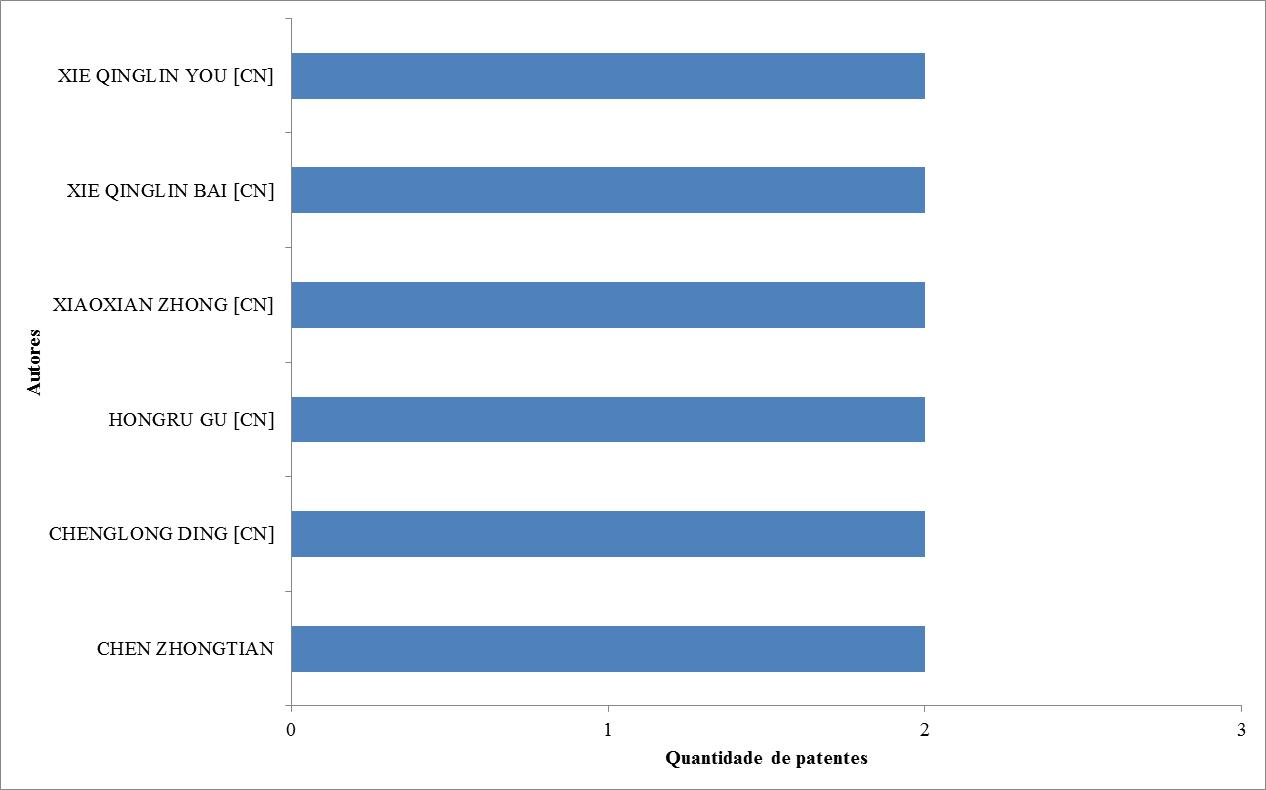 XIE QINGLIN YOU [CN]
XIE QINGLIN BAI [CN]
XIAOXIAN ZHONG [CN]
HONGRU GU [CN]
CHENGLONG DING [CN]
CHEN ZHONGTIAN
Autores
0 1 2 3
Quantidade de patentes